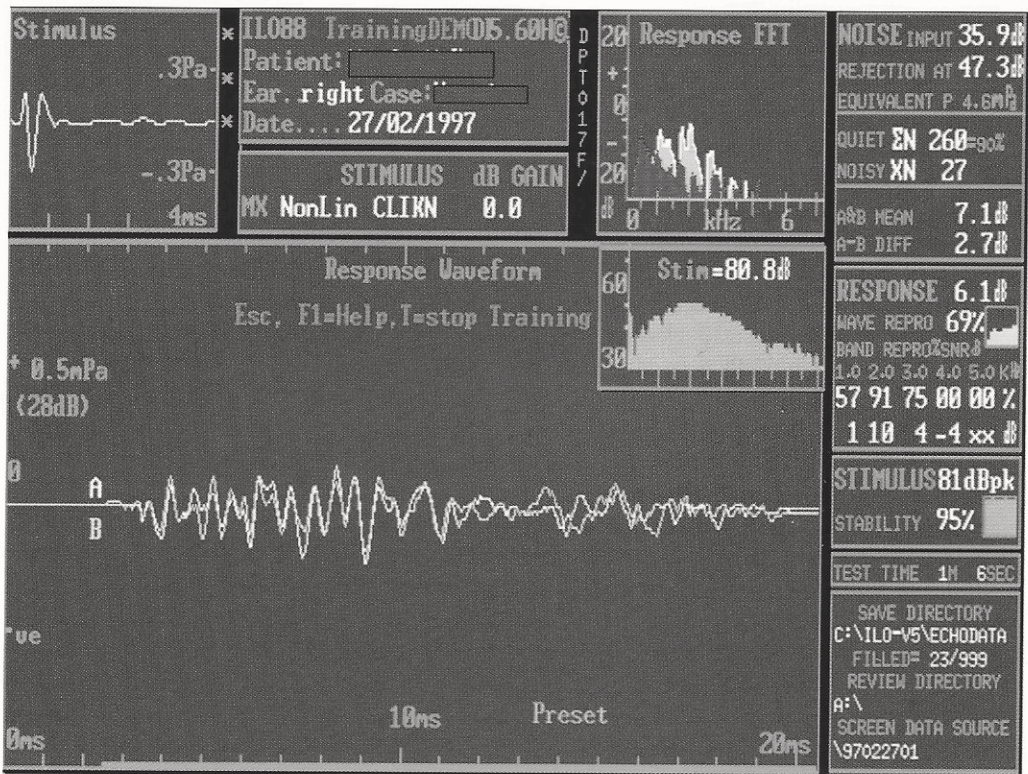 Stimulus
.3Pa
-.3Pa
4ms
* ILO88 TrainingDEMO
* Patient:
Ear. right Case:
* Date.... 27/02/1997
STIMULUS dB GAIN
MX NonLin CLIKN 0.0
DPTO17F/
20 Response FFT
+
0
-
20
dB 0 kHz 6
Response Waveform
Esc, F1=Help,T=stop Training
60 Stim=80.8dB
30
+ 0.5mPa
(28dB)
0
A
B
-ve
10ms Preset
0ms 20ms
NOISE INPUT 35.9dB
REJECTION AT 47.3dB
EQUIVALENT P 4.6mPa
QUIET ΣN 260=90%
NOISY XN 27
A&B MEAN 7.1dB
A-B DIFF 2.7dB
RESPONSE 6.1dB
WAVE REPRO 69%
BAND REPRO%SNRdB
1.0 2.0 3.0 4.0 5.0 KHz
57 91 75 00 00 %
1 10 4 -4 xx dB
STIMULUS 81dBpk
STABILITY 95%
TEST TIME 1M 6SEC
SAVE DIRECTORY
C:\ILO-V5\ECHODATA
FILLED= 23/999
REVIEW DIRECTORY
A:\
SCREEN DATA SOURCE
\97022701